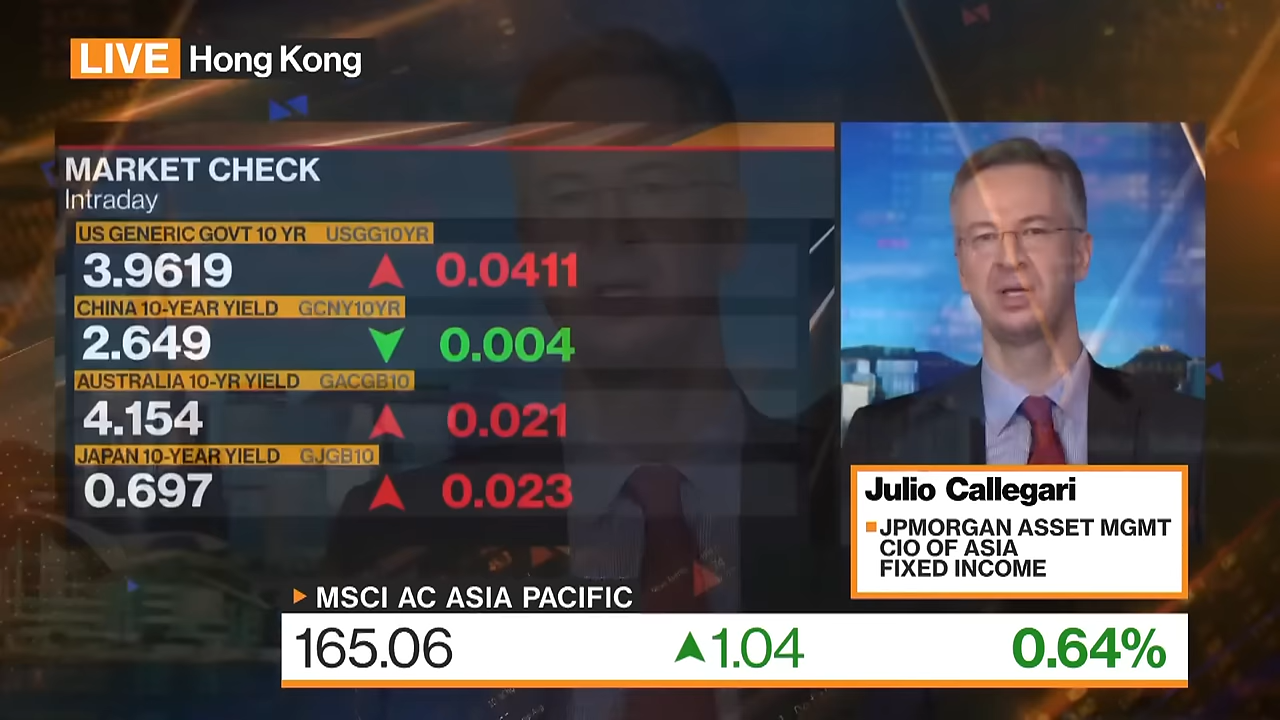 LIVE Hong Kong
MARKET CHECK
Intraday
US GENERIC GOVT 10 YR USGG10YR
3.9619 ▲ 0.0411
CHINA 10-YEAR YIELD GCNY10YR
2.649 ▼ 0.004
AUSTRALIA 10-YR YIELD GACGB10
4.154 ▲ 0.021
JAPAN 10-YEAR YIELD GJGB10
0.697 ▲ 0.023
Julio Callegari
JPMORGAN ASSET MGMT
CIO OF ASIA
FIXED INCOME
MSCI AC ASIA PACIFIC
165.06 ▲1.04 0.64%